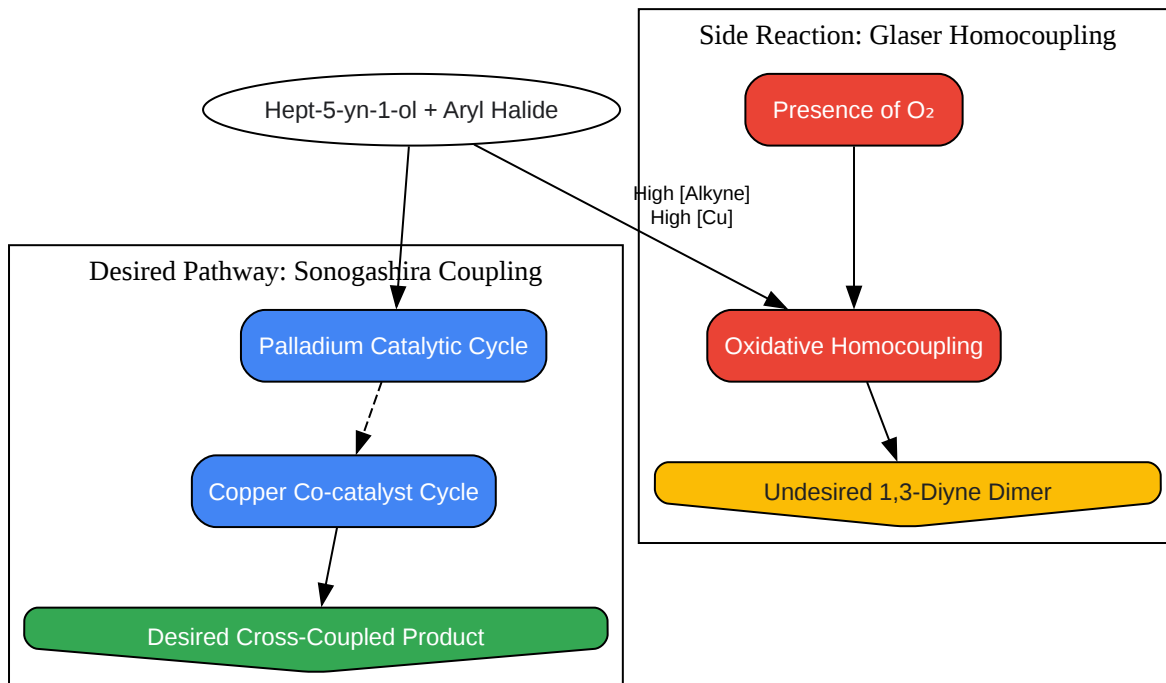 Side Reaction: Glaser Homocoupling
Hept-5-yn-1-ol + Aryl Halide
Presence of O₂
High [Alkyne]
High [Cu]
Desired Pathway: Sonogashira Coupling
Palladium Catalytic Cycle
Oxidative Homocoupling
Copper Co-catalyst Cycle
Undesired 1,3-Diyne Dimer
Desired Cross-Coupled Product